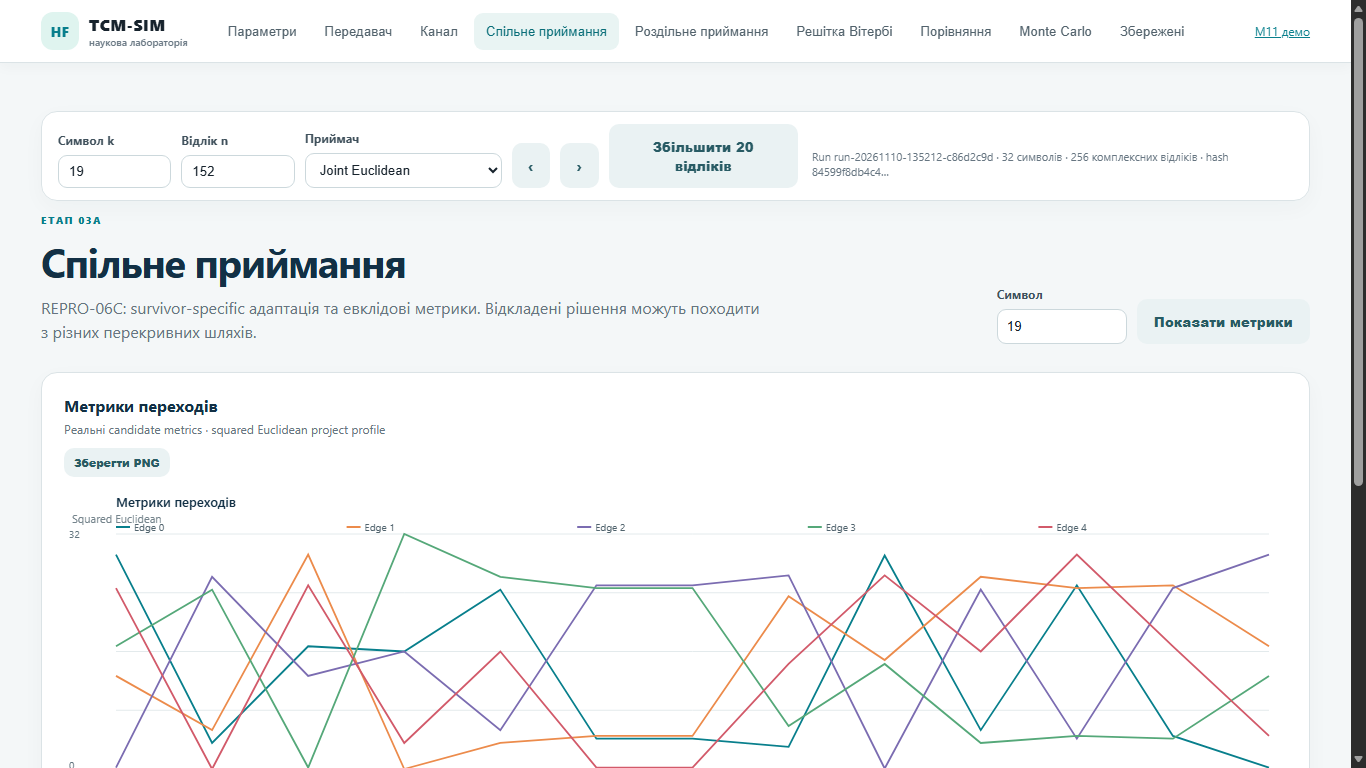 HF
TCM-SIM
наукова лабораторія
Параметри
Передавач
Канал
Спільне приймання
Роздільне приймання
Решітка Вітербі
Порівняння
Monte Carlo
Збережені
M11 демо
Символ k
Відлік n
Приймач
19
152
Joint Euclidean
‹
›
Збільшити 20
відліків
Run run-20261110-135212-c86d2c9d · 32 символів · 256 комплексних відліків · hash
84599f8db4c4…
ЕТАП 03A
Спільне приймання
REPRO-06C: survivor-specific адаптація та евклідові метрики. Відкладені рішення можуть походити
з різних перекривних шляхів.
Символ
19
Показати метрики
Метрики переходів
Реальні candidate metrics · squared Euclidean project profile
Зберегти PNG
Метрики переходів
Squared Euclidean
Edge 0
Edge 1
Edge 2
Edge 3
Edge 4
32
0